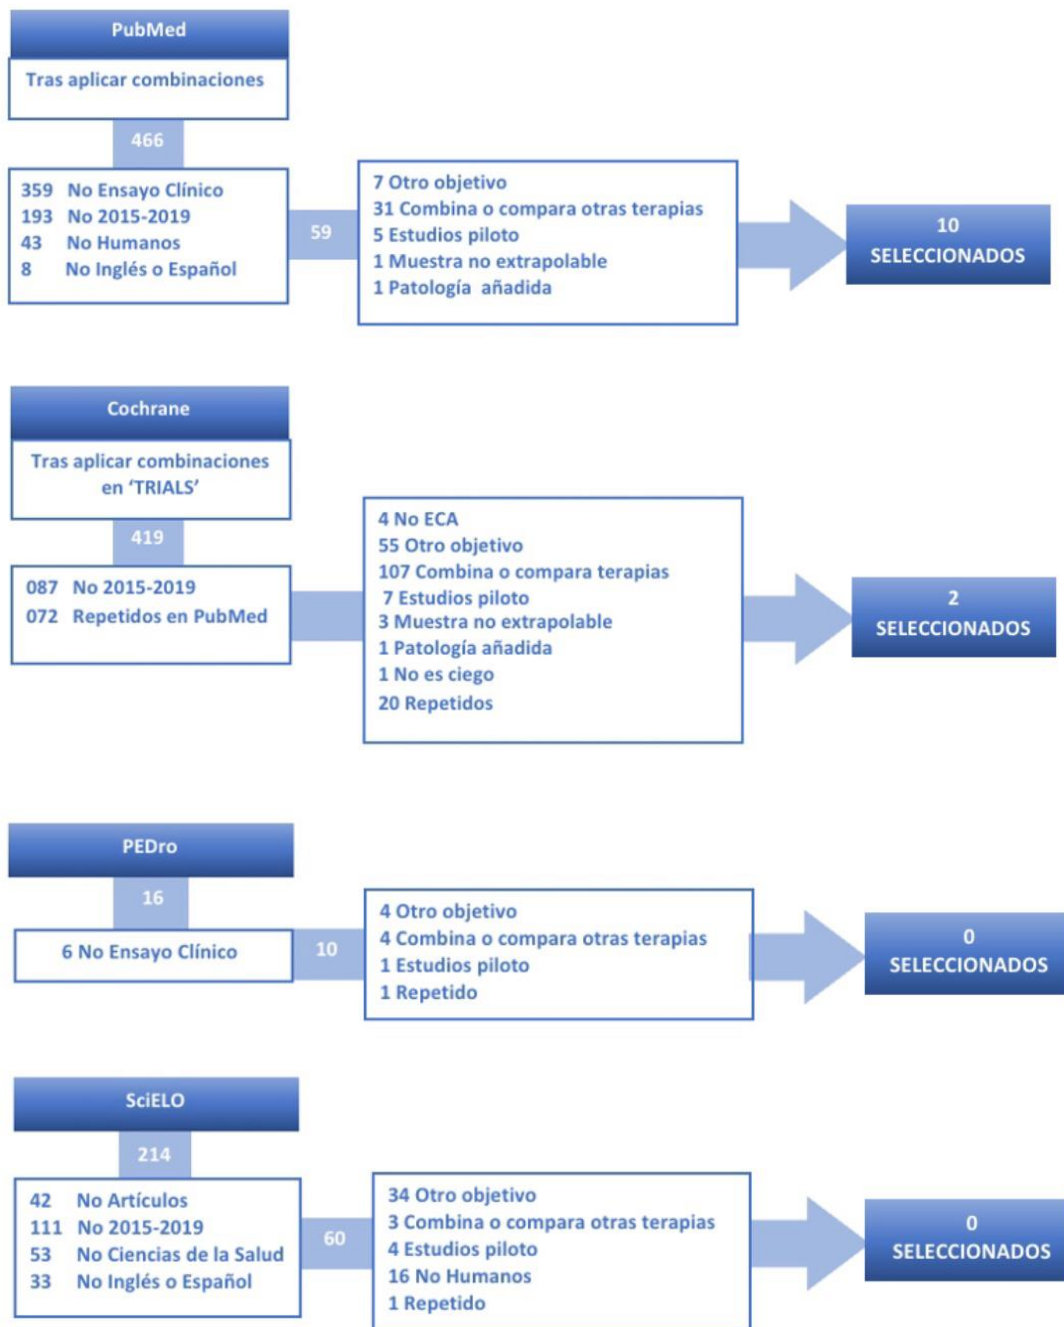 PubMed
Tras aplicar combinaciones
466
359 No Ensayo Clínico
193 No 2015-2019
43 No Humanos
8 No Inglés o Español
59
7 Otro objetivo
31 Combina o compara otras terapias
5 Estudios piloto
1 Muestra no extrapolable
1 Patología añadida
10
SELECCIONADOS
Cochrane
Tras aplicar combinaciones
en ‘TRIALS’
419
087 No 2015-2019
072 Repetidos en PubMed
4 No ECA
55 Otro objetivo
107 Combina o compara terapias
7 Estudios piloto
3 Muestra no extrapolable
1 Patología añadida
1 No es ciego
20 Repetidos
2
SELECCIONADOS
PEDro
16
6 No Ensayo Clínico
10
4 Otro objetivo
4 Combina o compara otras terapias
1 Estudios piloto
1 Repetido
0
SELECCIONADOS
SciELO
214
42 No Artículos
111 No 2015-2019
53 No Ciencias de la Salud
33 No Inglés o Español
60
34 Otro objetivo
3 Combina o compara otras terapias
4 Estudios piloto
16 No Humanos
1 Repetido
0
SELECCIONADOS